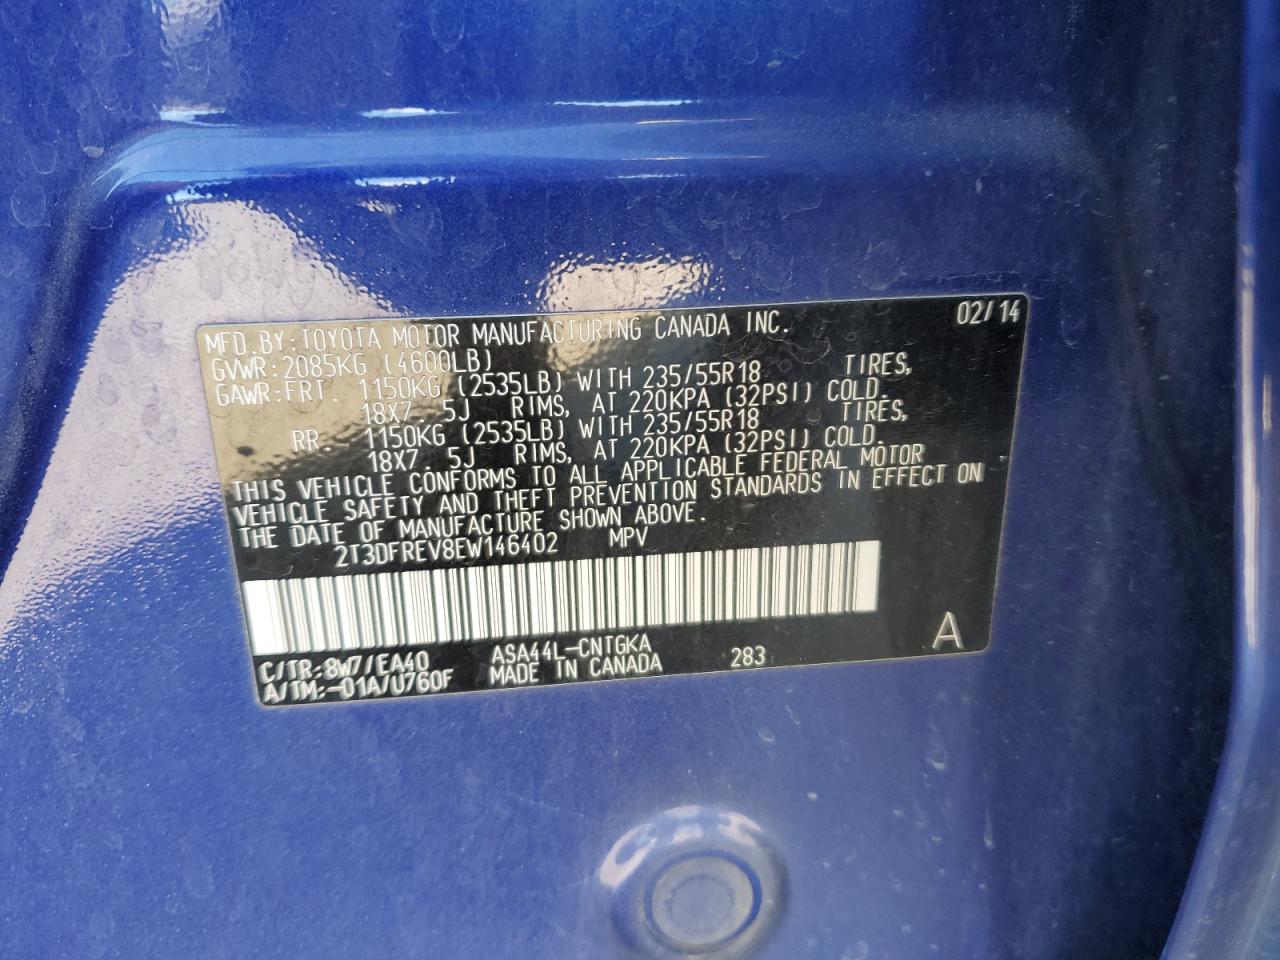 MFD.BY:TOYOTA MOTOR MANUFACTURING CANADA INC. 02/14
GVWR:2085KG (4600LB)
GAWR:FRT. 1150KG (2535LB) WITH 235/55R18 TIRES,
18X7.5J RIMS, AT 220KPA (32PSI) COLD.
RR. 1150KG (2535LB) WITH 235/55R18 TIRES,
18X7.5J RIMS, AT 220KPA (32PSI) COLD.
THIS VEHICLE CONFORMS TO ALL APPLICABLE FEDERAL MOTOR
VEHICLE SAFETY AND THEFT PREVENTION STANDARDS IN EFFECT ON
THE DATE OF MANUFACTURE SHOWN ABOVE.
2T3DFREV8EW146402 MPV
C/TR:8W7/EA40 ASA44L-CNTGKA 283 A
A/TM:-01A/U760F MADE IN CANADA